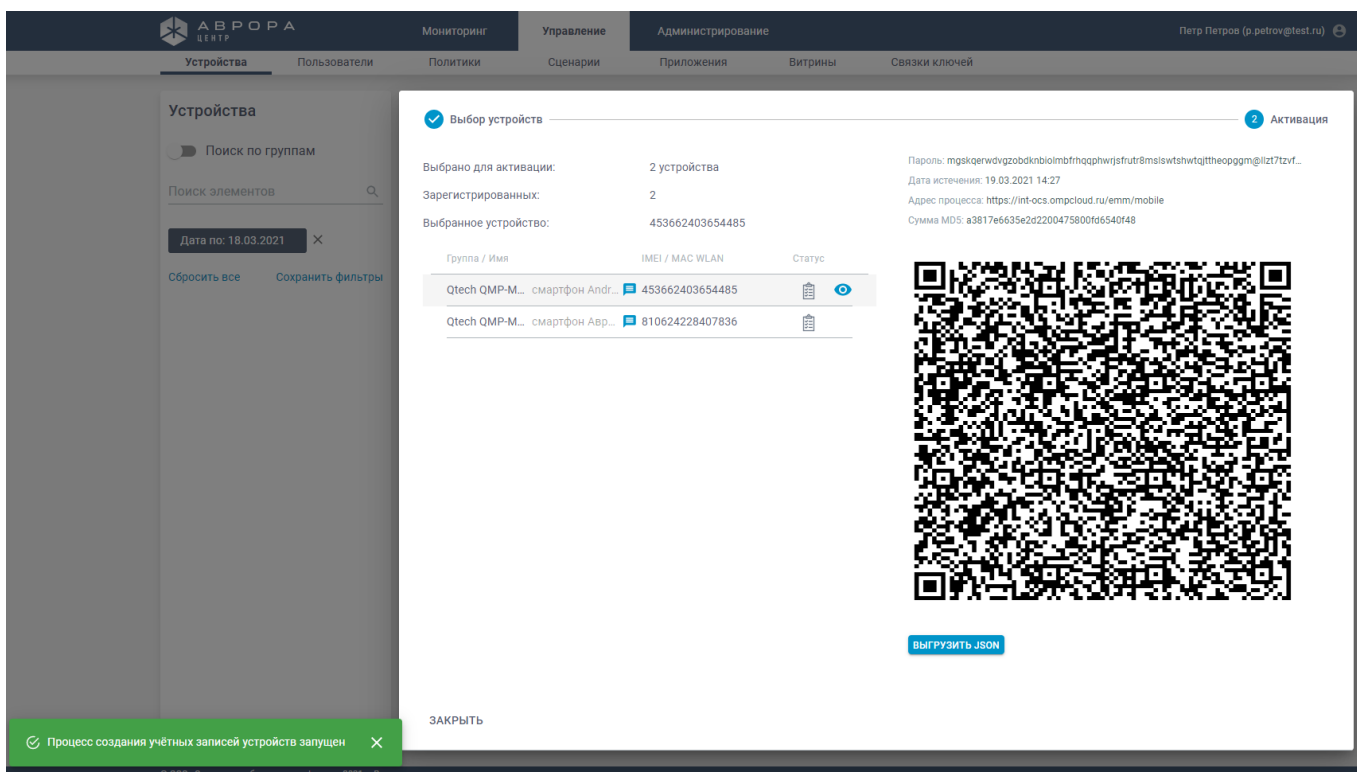 АВРОРА
ЦЕНТР
Мониторинг Управление Администрирование Петр Петров (p.petrov@test.ru)
Устройства Пользователи Политики Сценарии Приложения Витрины Связки ключей
Устройства
Поиск по группам
Поиск элементов
Дата по: 18.03.2021
Сбросить все Сохранить фильтры
Выбор устройств 2 Активация
Выбрано для активации: 2 устройства
Зарегистрированных: 2
Выбранное устройство: 453662403654485
Группа / Имя IMEI / MAC WLAN Статус
Qtech QMP-M... смартфон Andr... 453662403654485
Qtech QMP-M... смартфон Авр... 810624228407836
Пароль:
Дата истечения: 19.03.2021 14:27
Адрес процесса: https://int-ocs.ompcloud.ru/emm/mobile
Сумма MD5: a3817e6635e2d2200475800fd6540f48
ВЫГРУЗИТЬ JSON
ЗАКРЫТЬ
Процесс создания учётных записей устройств запущен